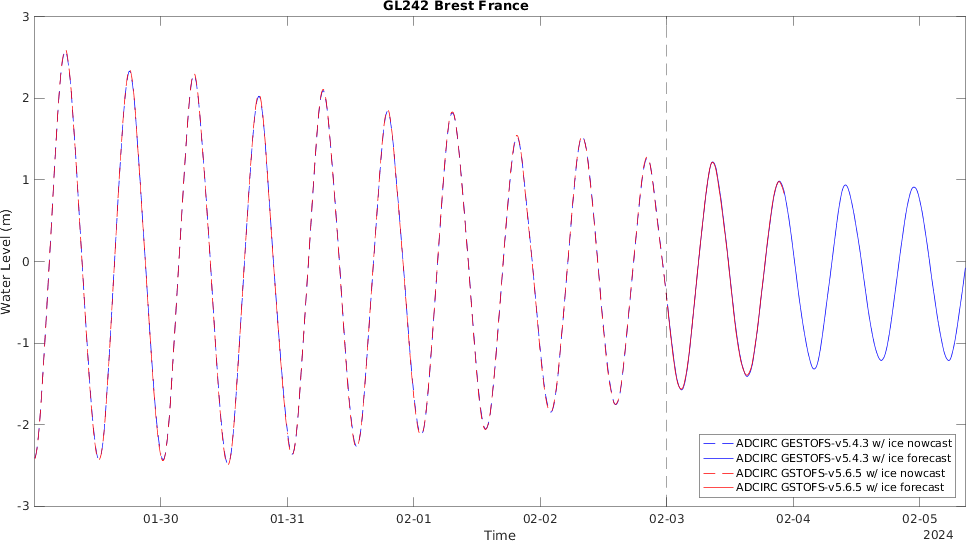 GL242 Brest France
3
2
1
0
-1
-2
-3
Water Level (m)
01-30
01-31
02-01
02-02
02-03
02-04
02-05
Time
2024
ADCIRC GESTOFS-v5.4.3 w/ ice nowcast
ADCIRC GESTOFS-v5.4.3 w/ ice forecast
ADCIRC GSTOFS-v5.6.5 w/ ice nowcast
ADCIRC GSTOFS-v5.6.5 w/ ice forecast